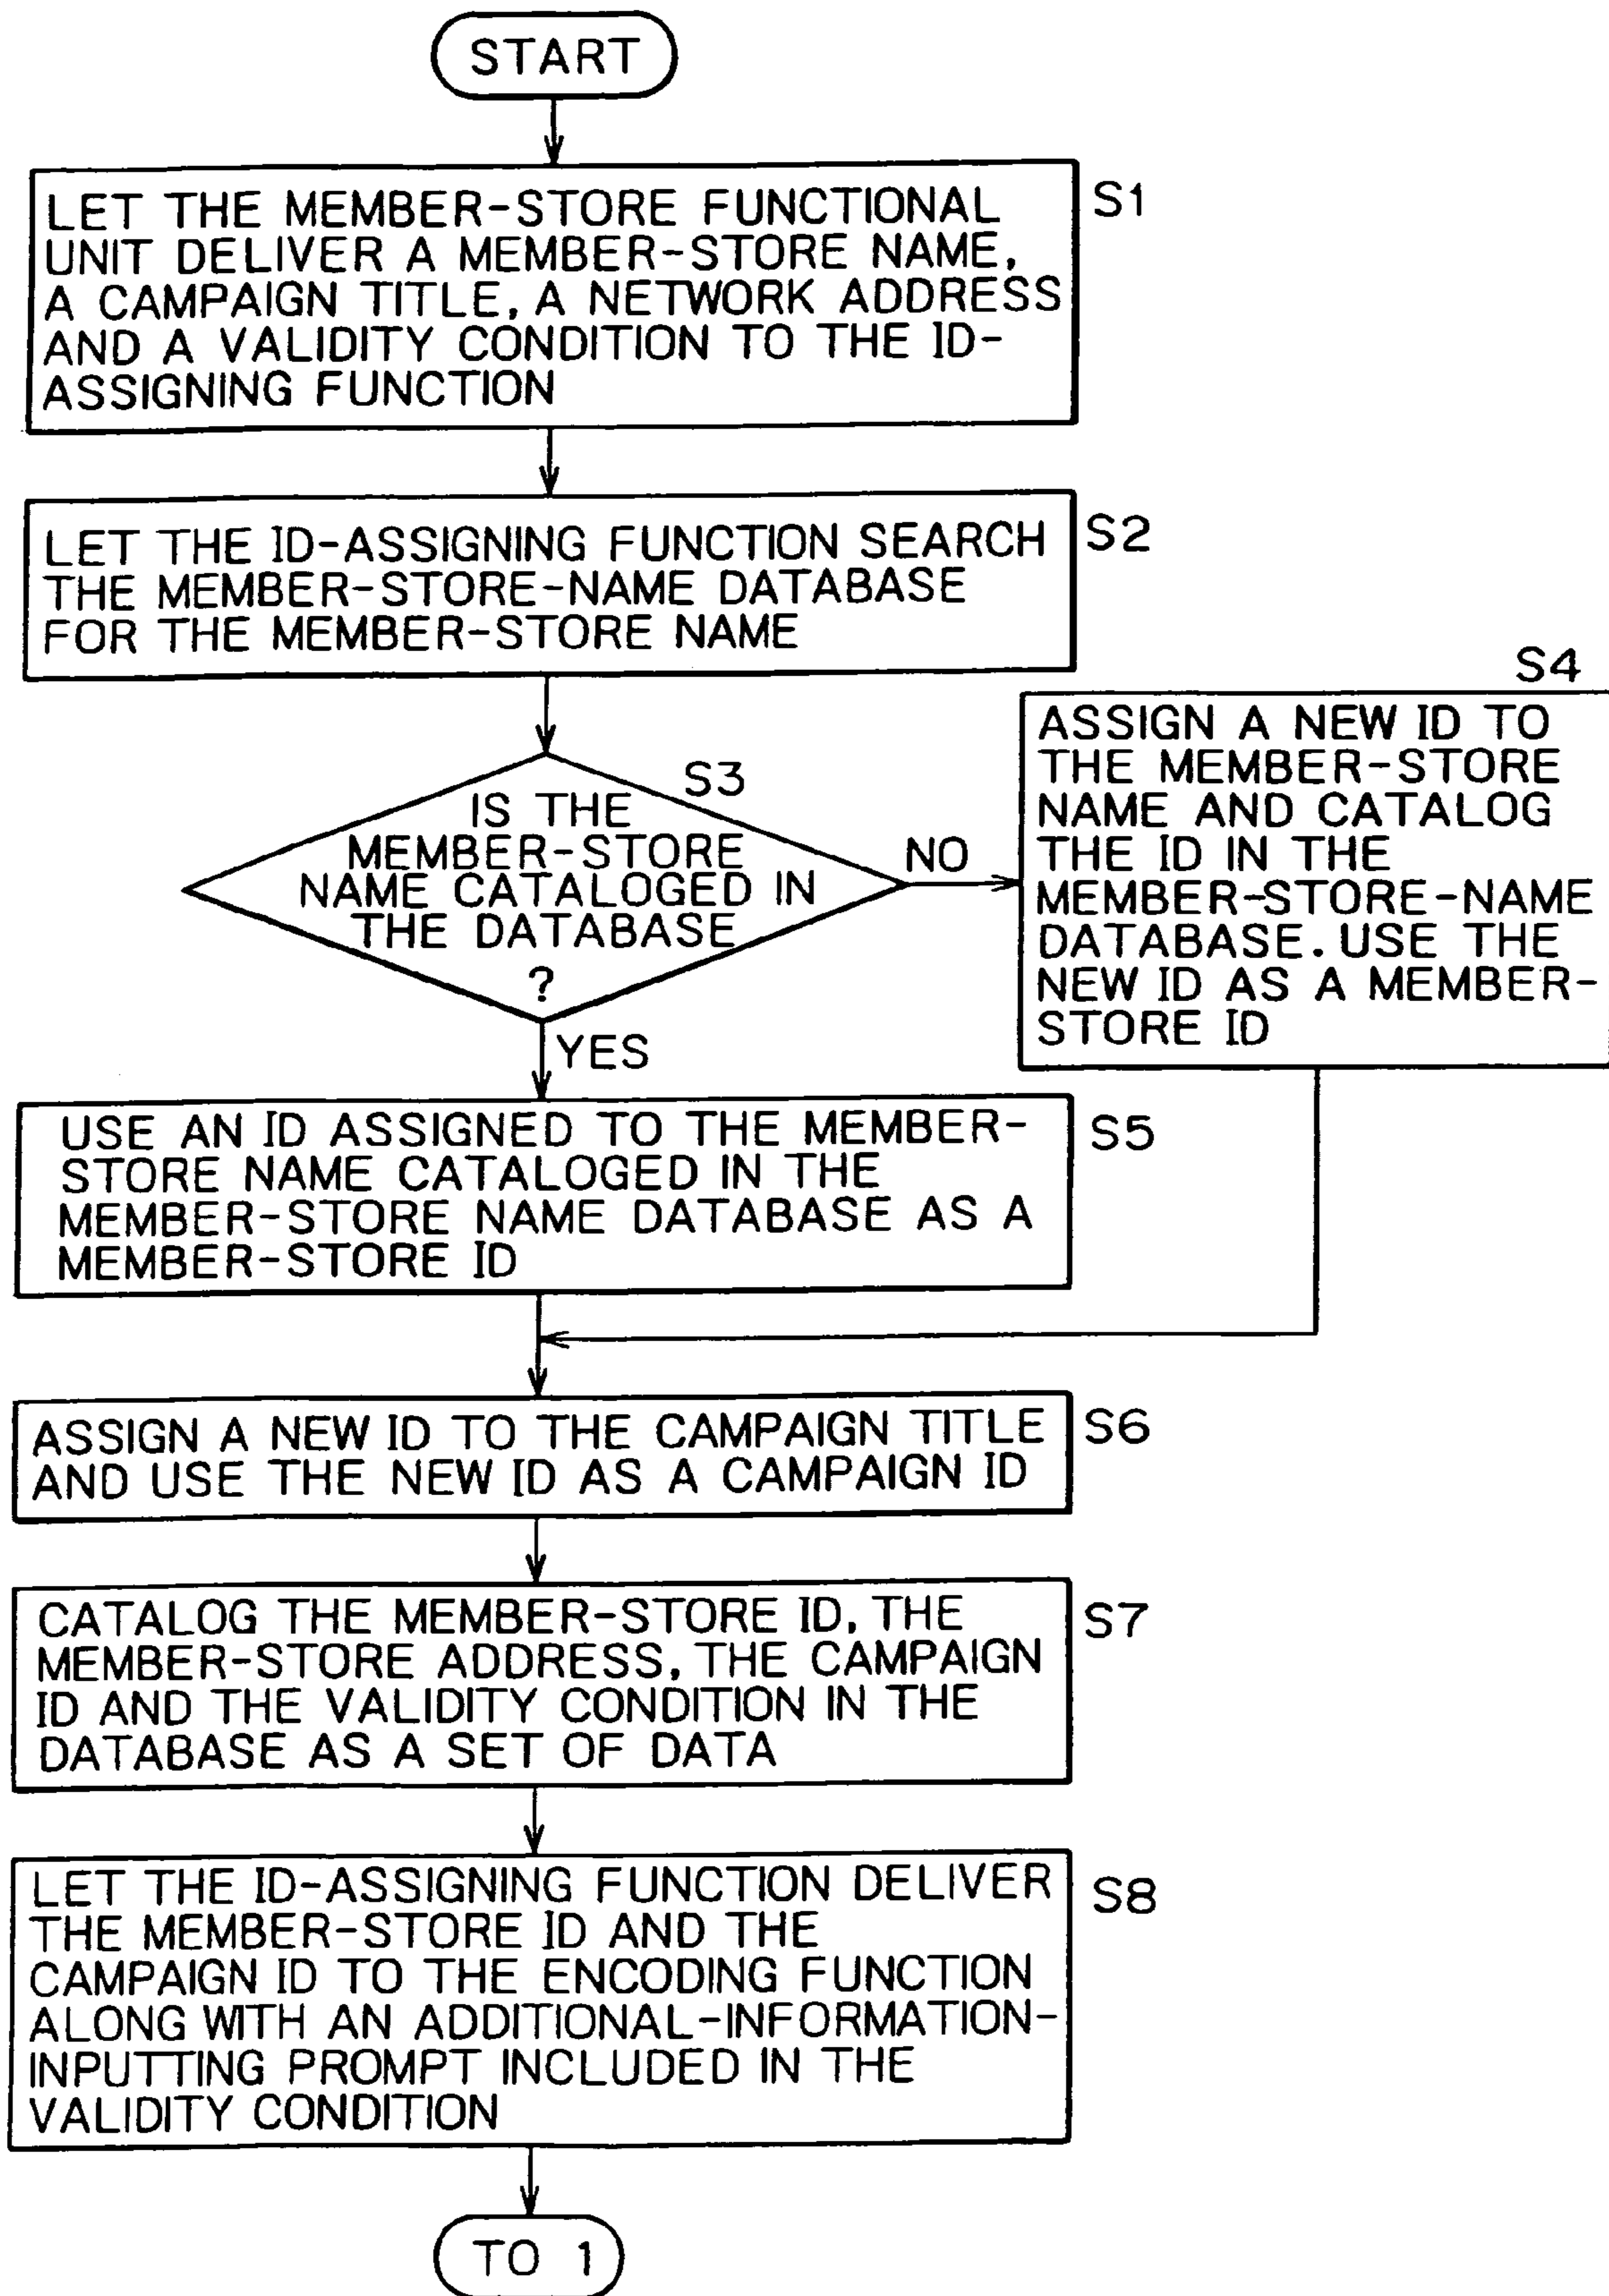 START
S1
LET THE MEMBER-STORE FUNCTIONAL
UNIT DELIVER A MEMBER-STORE NAME,
A CAMPAIGN TITLE, A NETWORK ADDRESS
AND A VALIDITY CONDITION TO THE ID-
ASSIGNING FUNCTION
S2
LET THE ID-ASSIGNING FUNCTION SEARCH
THE MEMBER-STORE-NAME DATABASE
FOR THE MEMBER-STORE NAME
S3
IS THE
MEMBER-STORE
NAME CATALOGED IN
THE DATABASE
?
NO
S4
ASSIGN A NEW ID TO
THE MEMBER-STORE
NAME AND CATALOG
THE ID IN THE
MEMBER-STORE-NAME
DATABASE. USE THE
NEW ID AS A MEMBER-
STORE ID
YES
S5
USE AN ID ASSIGNED TO THE MEMBER-
STORE NAME CATALOGED IN THE
MEMBER-STORE NAME DATABASE AS A
MEMBER-STORE ID
S6
ASSIGN A NEW ID TO THE CAMPAIGN TITLE
AND USE THE NEW ID AS A CAMPAIGN ID
S7
CATALOG THE MEMBER-STORE ID, THE
MEMBER-STORE ADDRESS, THE CAMPAIGN
ID AND THE VALIDITY CONDITION IN THE
DATABASE AS A SET OF DATA
S8
LET THE ID-ASSIGNING FUNCTION DELIVER
THE MEMBER-STORE ID AND THE
CAMPAIGN ID TO THE ENCODING FUNCTION
ALONG WITH AN ADDITIONAL-INFORMATION-
INPUTTING PROMPT INCLUDED IN THE
VALIDITY CONDITION
TO 1